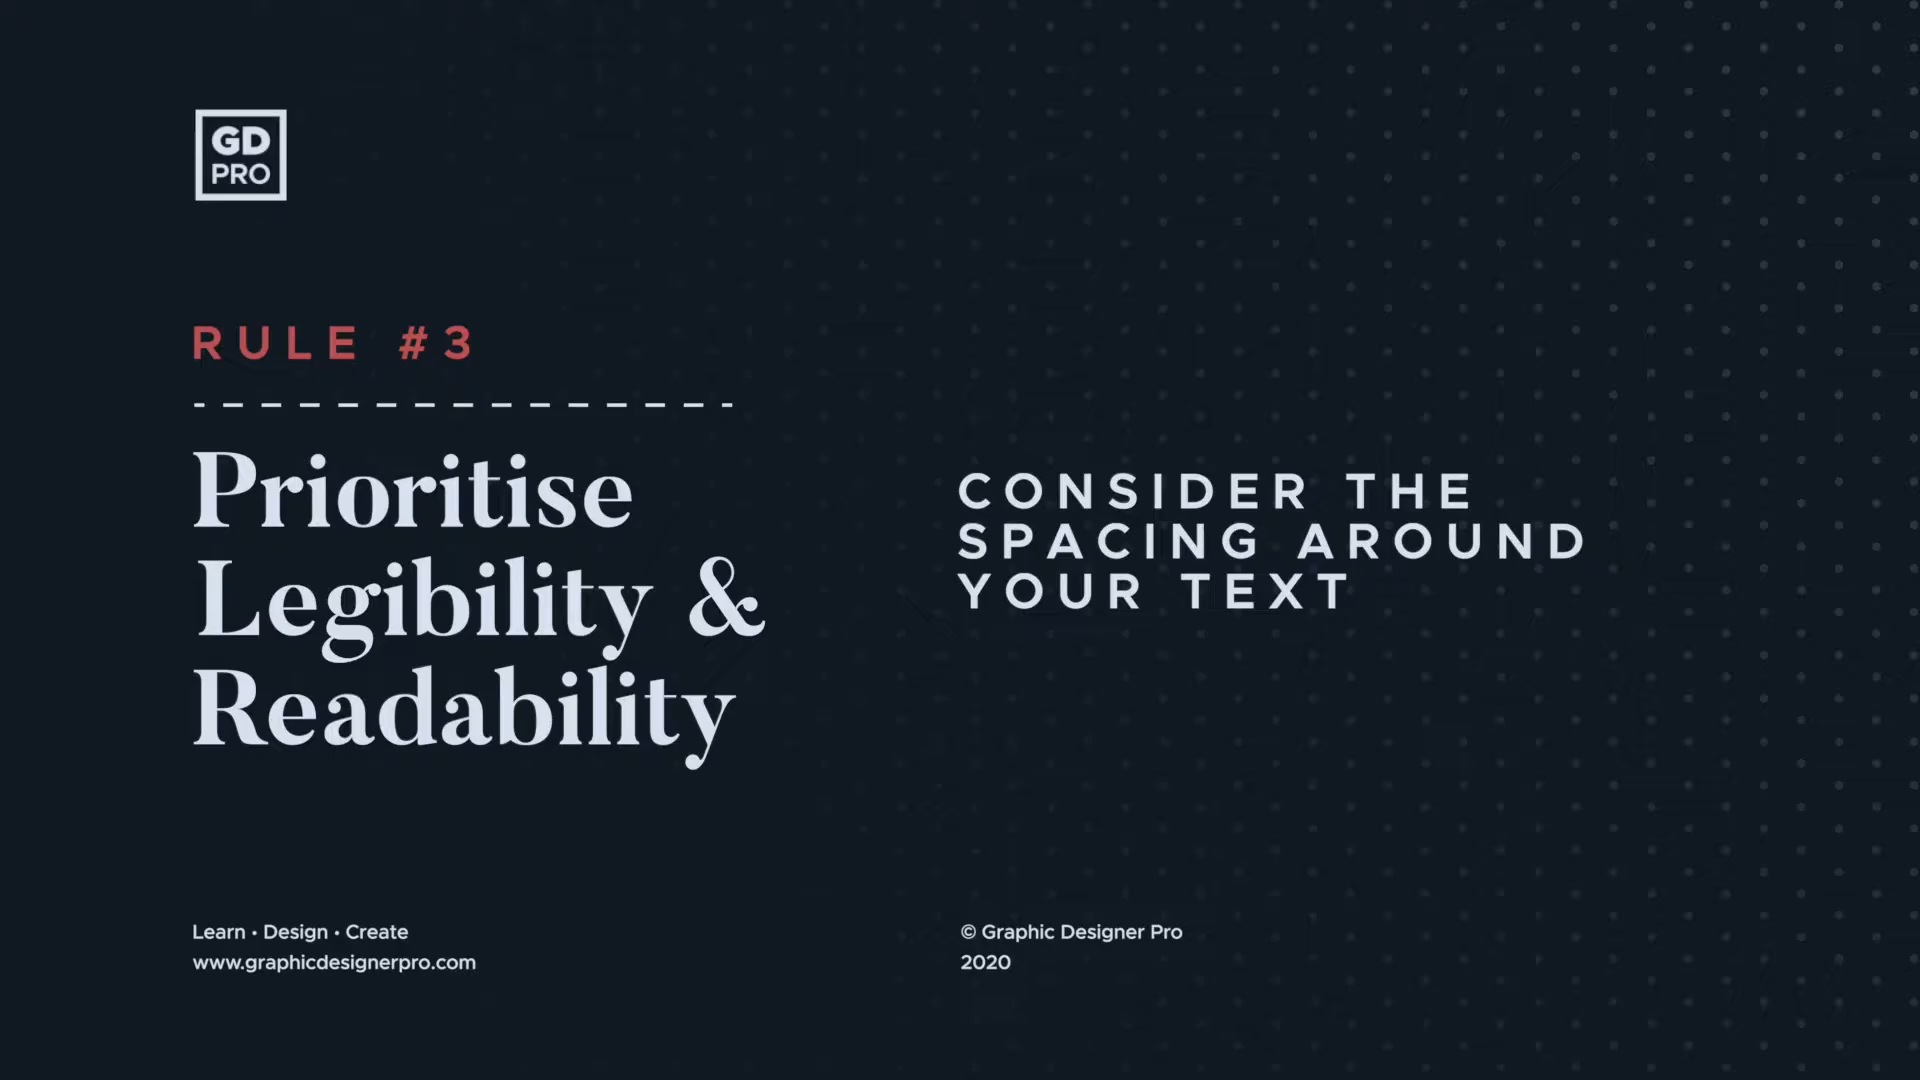 GD
PRO
RULE #3
Prioritise
Legibility &
Readability
CONSIDER THE
SPACING AROUND
YOUR TEXT
Learn • Design • Create
www.graphicdesignerpro.com
© Graphic Designer Pro
2020